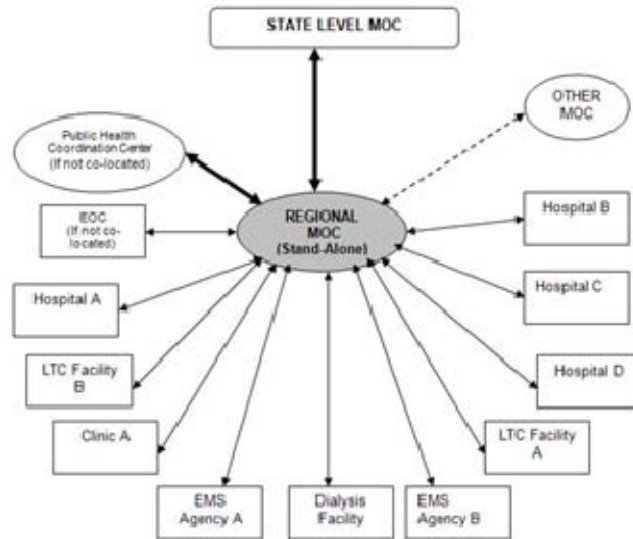 STATE LEVEL MOC
OTHER
MOC
Public Health
Coordination Center
(If not co-located)
REGIONAL
MOC
(Stand-Alone)
Hospital B
(If not co-
located)
Hospital A
Hospital C
LTC Facility
B
Hospital D
Clinic A
LTC Facility
A
EMS
Agency A
Dialysis
Facility
EMS
Agency B